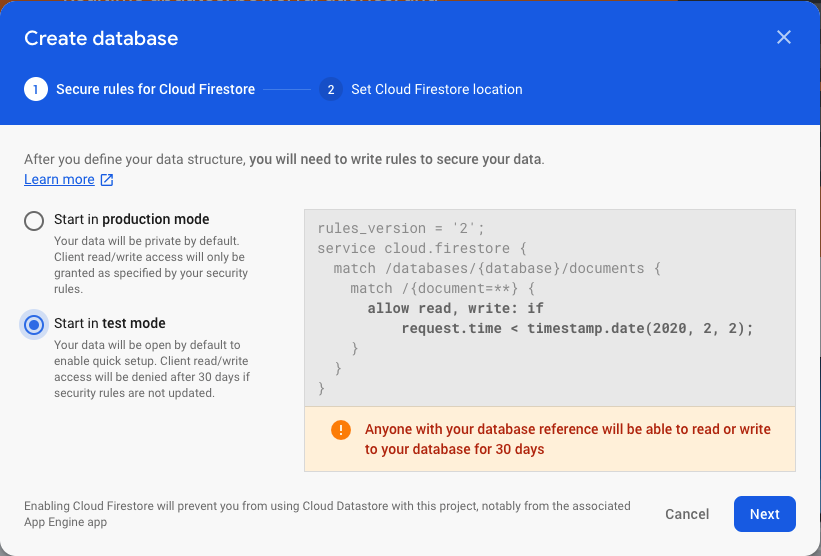 Create database
1 Secure rules for Cloud Firestore
2 Set Cloud Firestore location
After you define your data structure, you will need to write rules to secure your data.
Learn more
Start in production mode
Your data will be private by default.
Client read/write access will only be
granted as specified by your security
rules.
Start in test mode
Your data will be open by default to
enable quick setup. Client read/write
access will be denied after 30 days if
security rules are not updated.
rules_version = '2';
service cloud.firestore {
match /databases/{database}/documents {
match /{document=**} {
allow read, write: if
request.time < timestamp.date(2020, 2, 2);
}
}
}
Anyone with your database reference will be able to read or write
to your database for 30 days
Enabling Cloud Firestore will prevent you from using Cloud Datastore with this project, notably from the associated
App Engine app
Cancel
Next